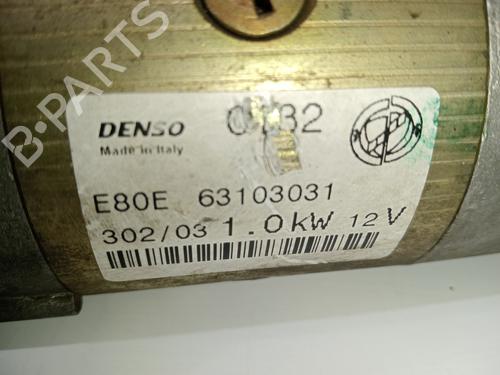 B-PARTS
DENSO
Made in Italy
E80E 63103031
302/03 1.0kW 12V